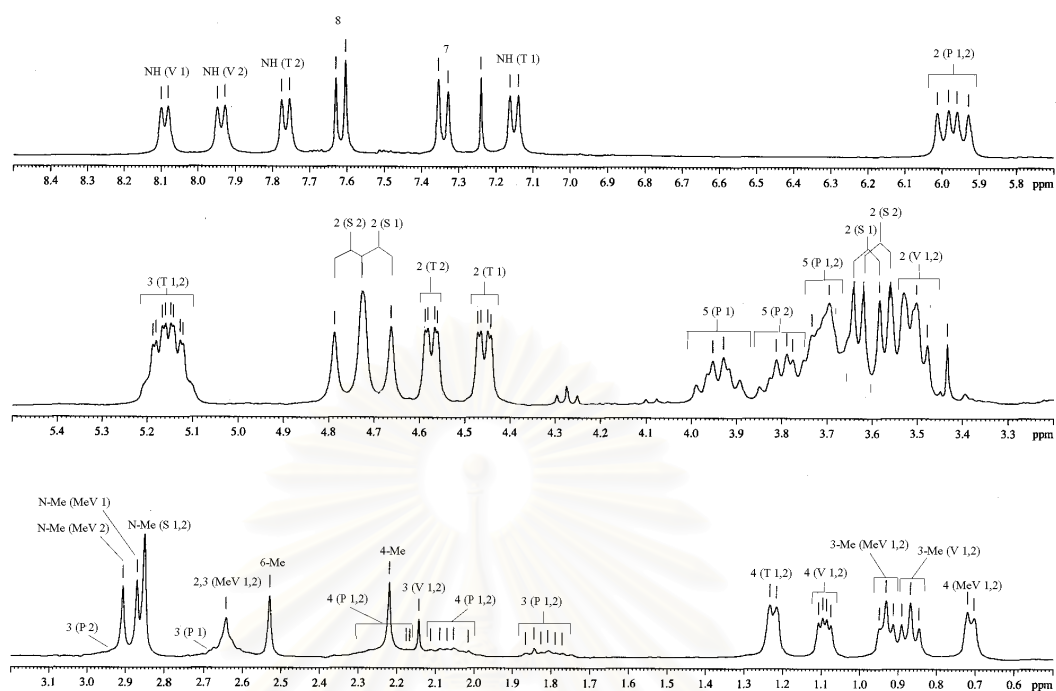 8
7
NH (V 1)
NH (V 2)
NH (T 2)
NH (T 1)
2 (P 1,2)
8.4 8.3 8.2 8.1 8.0 7.9 7.8 7.7 7.6 7.5 7.4 7.3 7.2 7.1 7.0 6.9 6.8 6.7 6.6 6.5 6.4 6.3 6.2 6.1 6.0 5.9 5.8 ppm
2 (S 2)
2 (S 1)
2 (S 2)
2 (S 1)
3 (T 1,2)
2 (T 2)
2 (T 1)
5 (P 1,2)
2 (V 1,2)
5 (P 1)
5 (P 2)
5.4 5.3 5.2 5.1 5.0 4.9 4.8 4.7 4.6 4.5 4.4 4.3 4.2 4.1 4.0 3.9 3.8 3.7 3.6 3.5 3.4 3.3 ppm
N-Me (MeV 1)
N-Me (MeV 2)
N-Me (S 1,2)
3 (P 2)
2,3 (MeV 1,2)
3 (P 1)
6-Me
4-Me
4 (P 1,2)
3 (V 1,2)
4 (P 1,2)
3 (P 1,2)
4 (T 1,2)
4 (V 1,2)
3-Me (MeV 1,2)
3-Me (V 1,2)
4 (MeV 1,2)
3.1 3.0 2.9 2.8 2.7 2.6 2.5 2.4 2.3 2.2 2.1 2.0 1.9 1.8 1.7 1.6 1.5 1.4 1.3 1.2 1.1 1.0 0.9 0.8 0.7 0.6 ppm